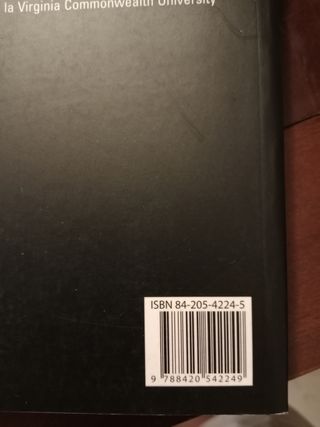 la Virginia Commonwealth University
ISBN 84-205-4224-5
9 788420 542249